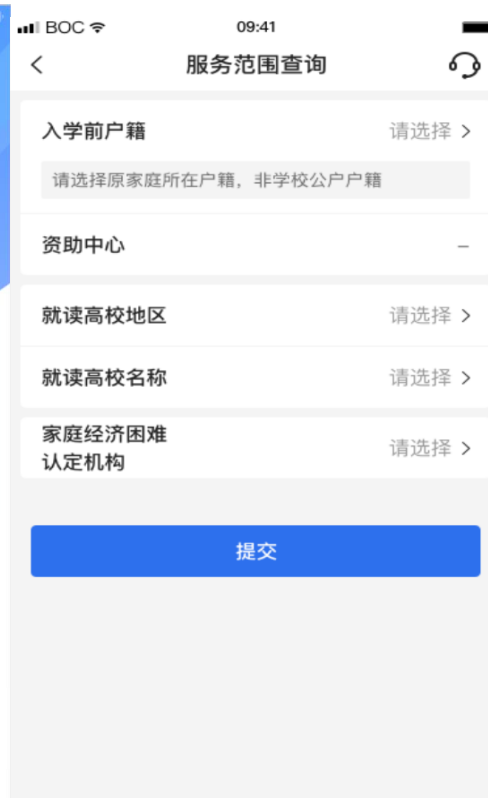 BOC
09:41
服务范围查询
入学前户籍
请选择
请选择原家庭所在户籍，非学校公户户籍
资助中心
–
就读高校地区
请选择
就读高校名称
请选择
家庭经济困难
认定机构
请选择
提交